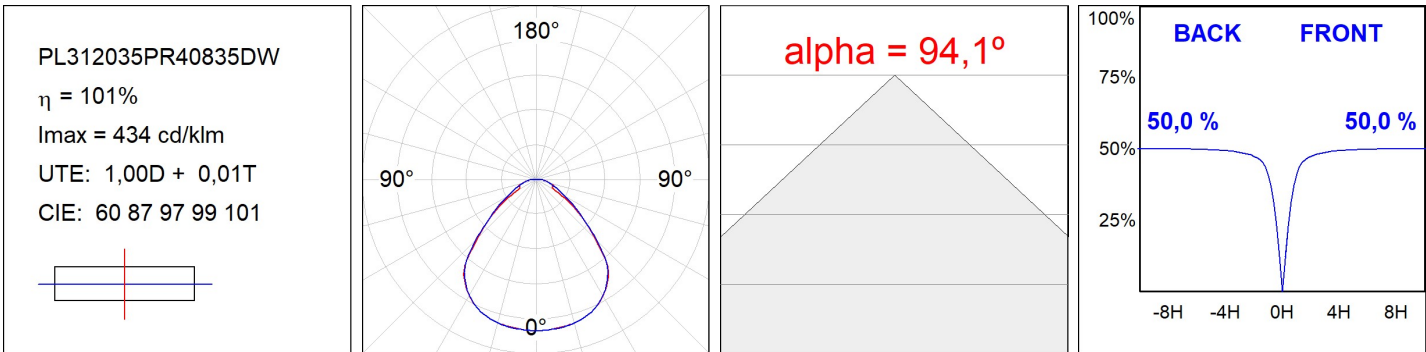 PL312035PR40835DW
η = 101%
Imax = 434 cd/klm
UTE: 1,00D + 0,01T
CIE: 60 87 97 99 101
180°
90°
90°
0°
alpha = 94,1º
100%
BACK
FRONT
75%
50,0 %
50,0 %
50%
25%
-8H
-4H
0H
4H
8H